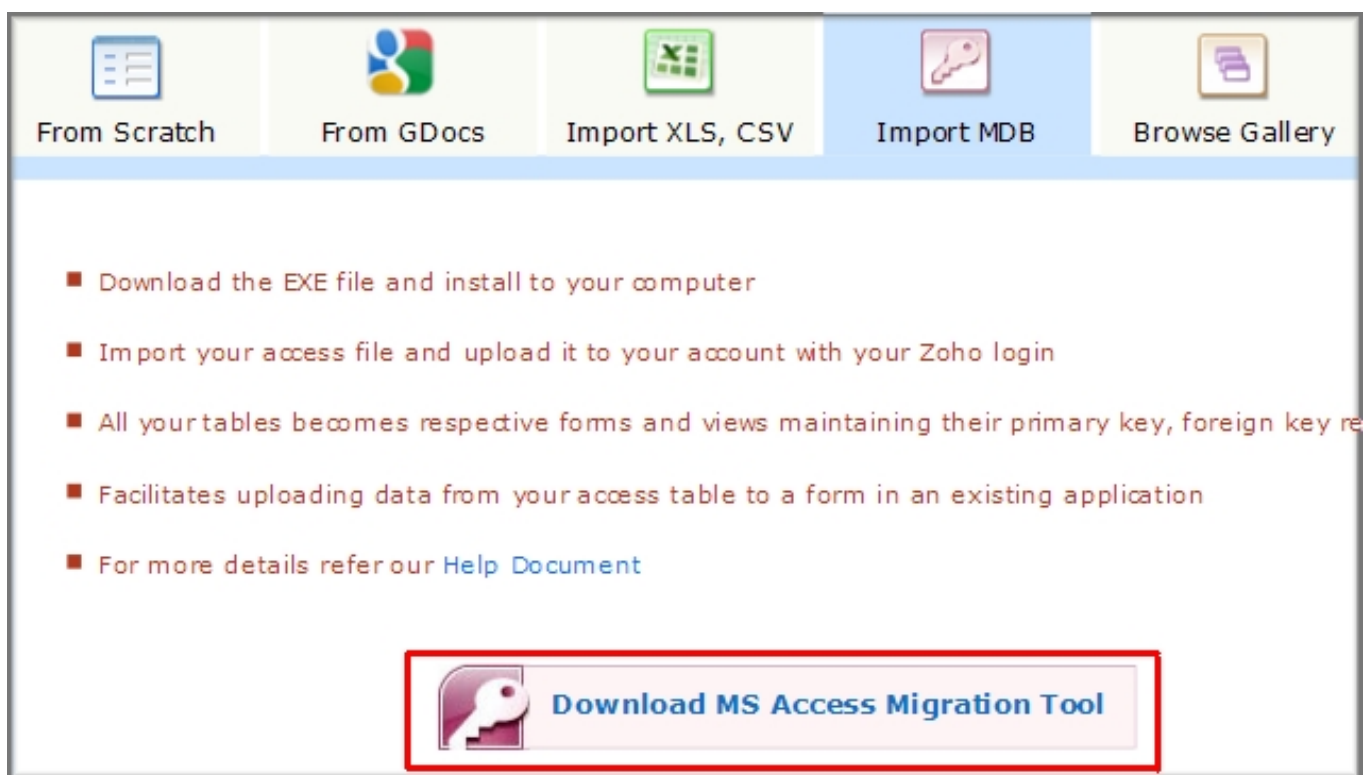 From Scratch From GDocs Import XLS, CSV Import MDB Browse Gallery
Download the EXE file and install to your computer
Import your access file and upload it to your account with your Zoho login
All your tables becomes respective forms and views maintaining their primary key, foreign key re
Facilitates uploading data from your access table to a form in an existing application
For more details refer our Help Document
Download MS Access Migration Tool